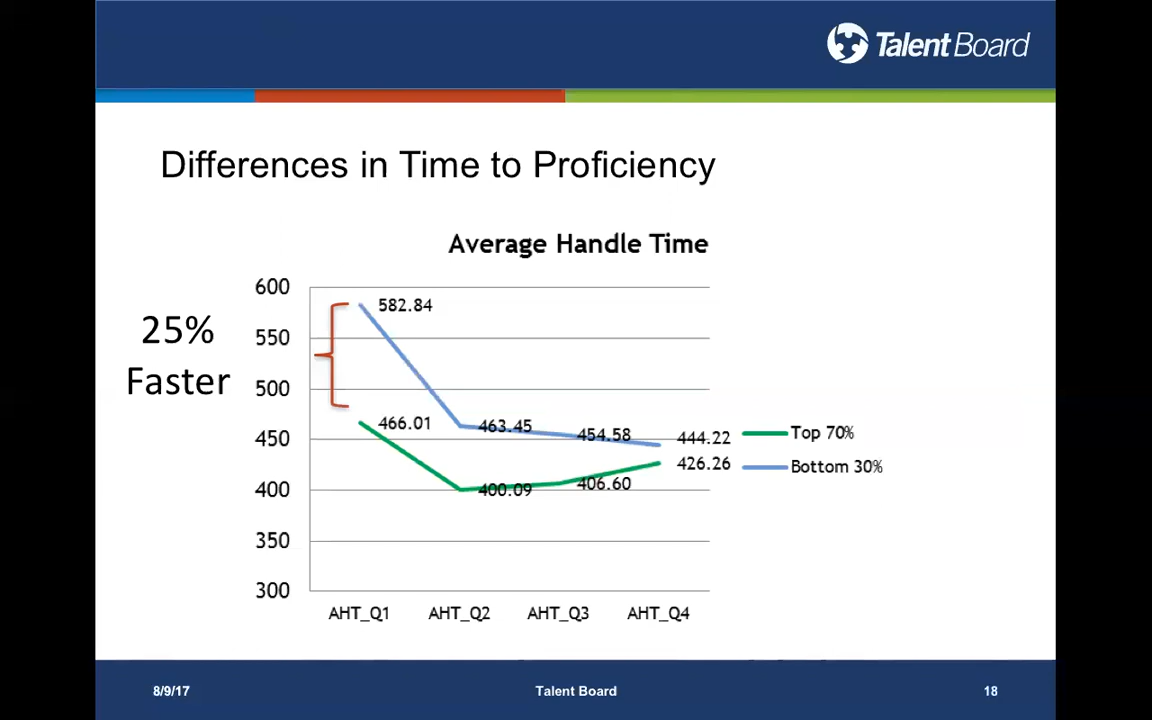 Talent Board
Differences in Time to Proficiency
Average Handle Time
25%
Faster
600
550
500
450
400
350
300
582.84
466.01
463.45
454.58
444.22
400.09
406.60
426.26
Top 70%
Bottom 30%
AHT_Q1 AHT_Q2 AHT_Q3 AHT_Q4
8/9/17 Talent Board 18